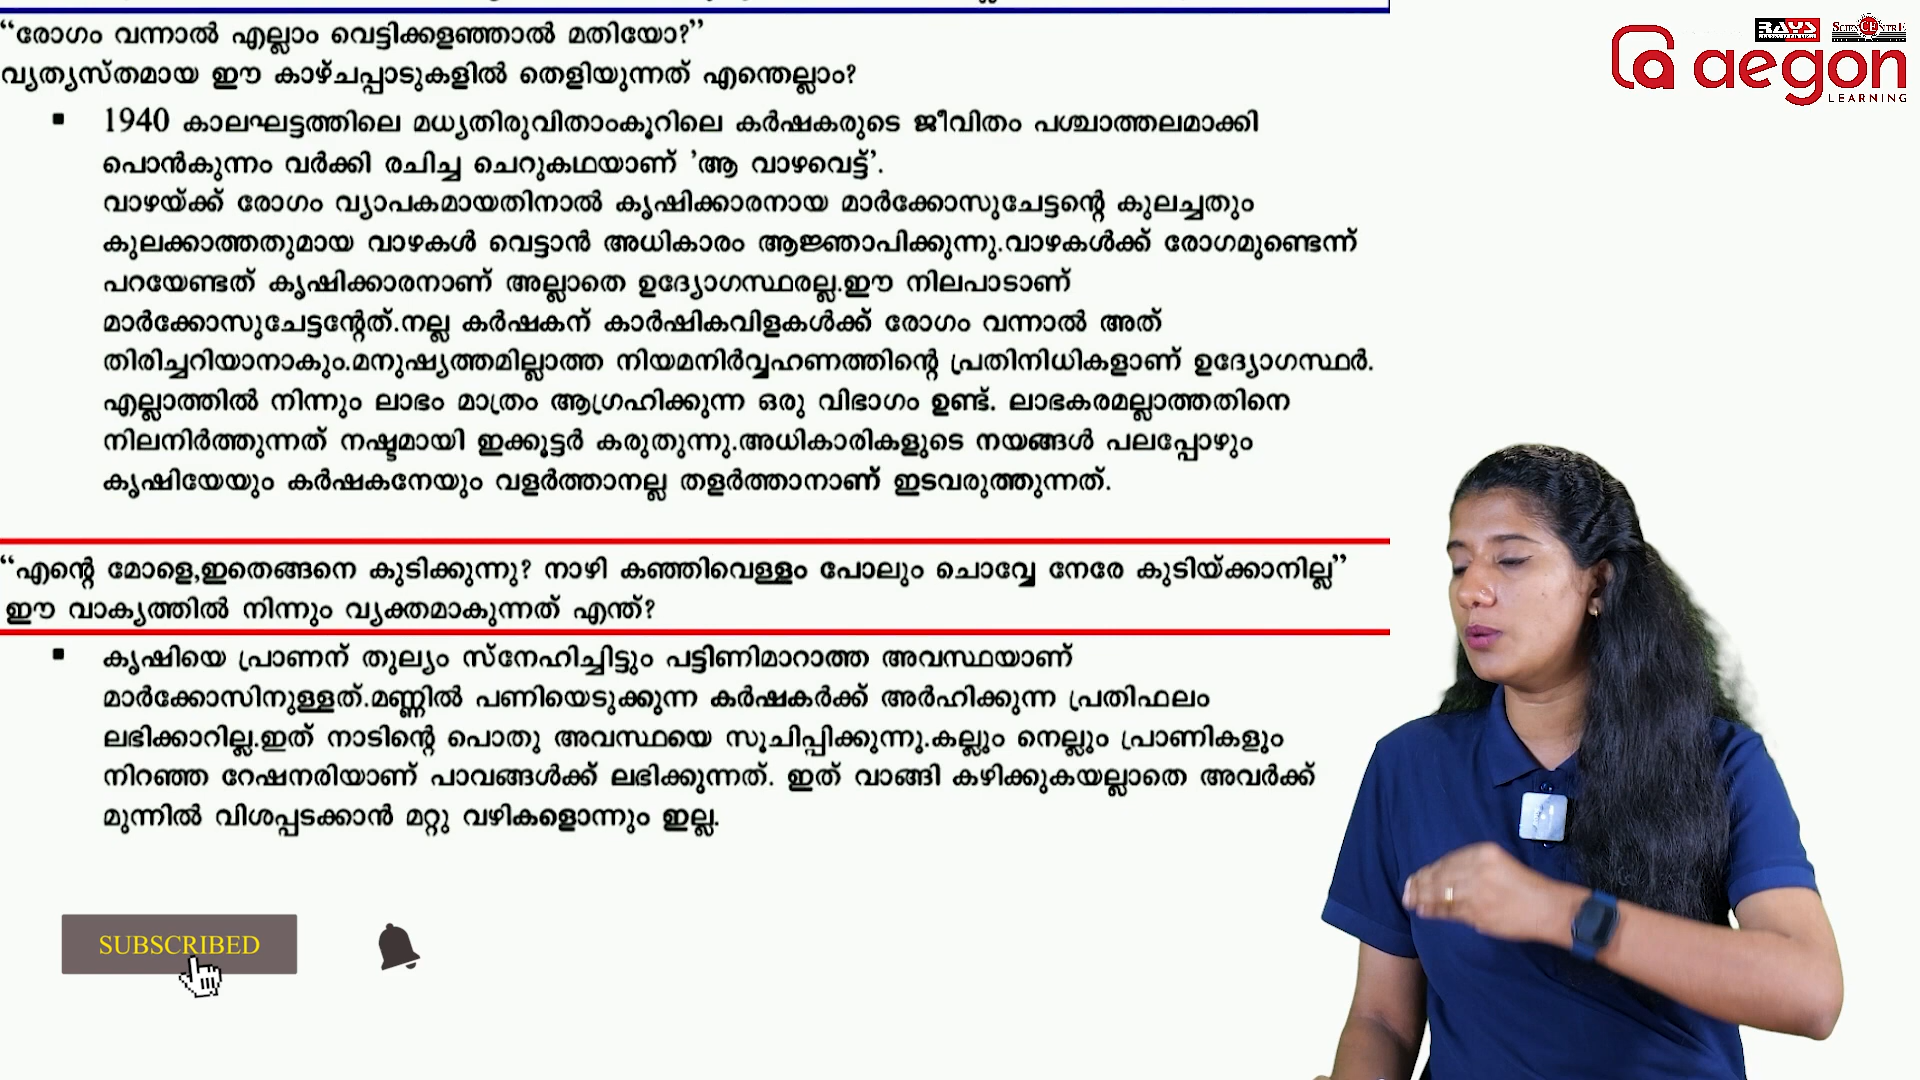 “രോഗം വന്നാൽ എല്ലാം വെട്ടിക്കളഞ്ഞാൽ മതിയോ?”
വ്യത്യസ്തമായ ഈ കാഴ്ചപ്പാടുകളിൽ തെളിയുന്നത് എന്തെല്ലാം?
▪ 1940 കാലഘട്ടത്തിലെ മധ്യതിരുവിതാംകൂറിലെ കർഷകരുടെ ജീവിതം പശ്ചാത്തലമാക്കി
പൊൻകുന്നം വർക്കി രചിച്ച ചെറുകഥയാണ് ’ആ വാഴവെട്ട്’.
വാഴയ്ക്ക് രോഗം വ്യാപകമായതിനാൽ കൃഷിക്കാരനായ മാർക്കോസുചേട്ടന്റെ കുലച്ചതും
കുലക്കാത്തതുമായ വാഴകൾ വെട്ടാൻ അധികാരം ആജ്ഞാപിക്കുന്നു.വാഴകൾക്ക് രോഗമുണ്ടെന്ന്
പറയേണ്ടത് കൃഷിക്കാരനാണ് അല്ലാതെ ഉദ്യോഗസ്ഥരല്ല.ഈ നിലപാടാണ്
മാർക്കോസുചേട്ടന്റേത്.നല്ല കർഷകന് കാർഷികവിളകൾക്ക് രോഗം വന്നാൽ അത്
തിരിച്ചറിയാനാകും.മനുഷ്യത്തമില്ലാത്ത നിയമനിർവ്വഹണത്തിന്റെ പ്രതിനിധികളാണ് ഉദ്യോഗസ്ഥർ.
എല്ലാത്തിൽ നിന്നും ലാഭം മാത്രം ആഗ്രഹിക്കുന്ന ഒരു വിഭാഗം ഉണ്ട്. ലാഭകരമല്ലാത്തതിനെ
നിലനിർത്തുന്നത് നഷ്ടമായി ഇക്കൂട്ടർ കരുതുന്നു.അധികാരികളുടെ നയങ്ങൾ പലപ്പോഴും
കൃഷിയേയും കർഷകനേയും വളർത്താനല്ല തളർത്താനാണ് ഇടവരുത്തുന്നത്.
“എന്റെ മോളെ,ഇതെങ്ങനെ കുടിക്കുന്നു? നാഴി കഞ്ഞിവെള്ളം പോലും ചൊവ്വേ നേരേ കുടിയ്ക്കാനില്ല”
ഈ വാക്യത്തിൽ നിന്നും വ്യക്തമാകുന്നത് എന്ത്?
▪ കൃഷിയെ പ്രാണന് തുല്യം സ്നേഹിച്ചിട്ടും പട്ടിണിമാറാത്ത അവസ്ഥയാണ്
മാർക്കോസിനുള്ളത്.മണ്ണിൽ പണിയെടുക്കുന്ന കർഷകർക്ക് അർഹിക്കുന്ന പ്രതിഫലം
ലഭിക്കാറില്ല.ഇത് നാടിന്റെ പൊതു അവസ്ഥയെ സൂചിപ്പിക്കുന്നു.കല്ലും നെല്ലും പ്രാണികളും
നിറഞ്ഞ റേഷനരിയാണ് പാവങ്ങൾക്ക് ലഭിക്കുന്നത്. ഇത് വാങ്ങി കഴിക്കുകയല്ലാതെ അവർക്ക്
മുന്നിൽ വിശപ്പടക്കാൻ മറ്റു വഴികളൊന്നും ഇല്ല.
SUBSCRIBED
RAYS
SCIENCENTRE
aegon
LEARNING